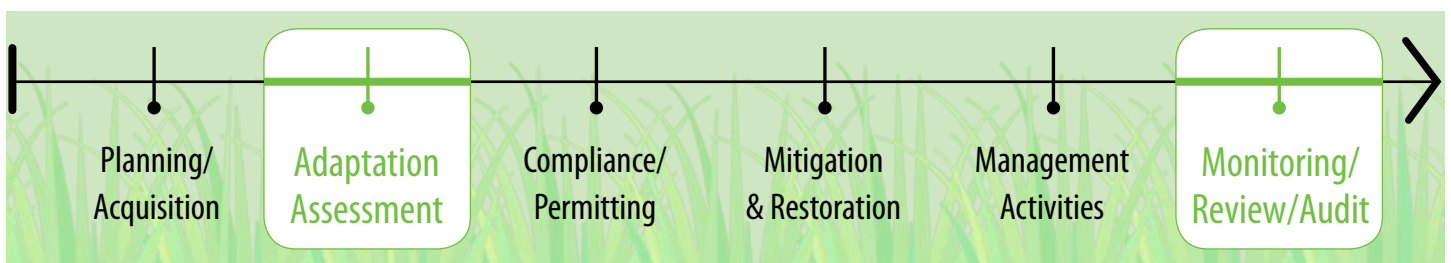 Planning/
Acquisition
Adaptation
Assessment
Compliance/
Permitting
Mitigation
& Restoration
Management
Activities
Monitoring/
Review/Audit